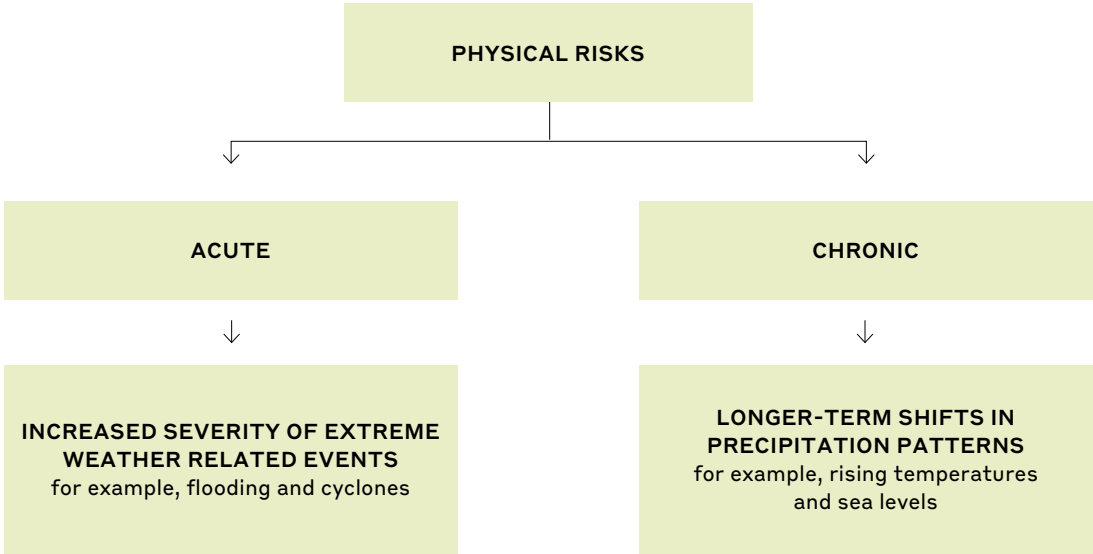 PHYSICAL RISKS
ACUTE
CHRONIC
INCREASED SEVERITY OF EXTREME
WEATHER RELATED EVENTS
for example, flooding and cyclones
LONGER-TERM SHIFTS IN
PRECIPITATION PATTERNS
for example, rising temperatures
and sea levels